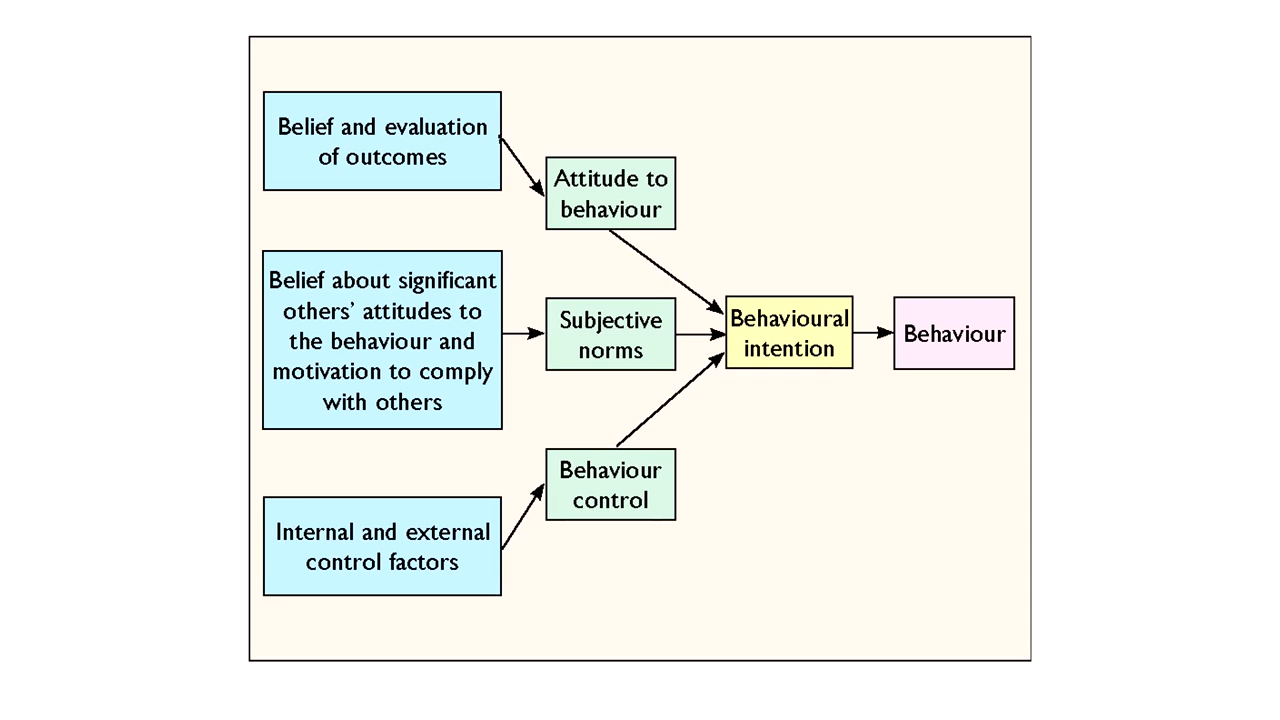 Belief and evaluation
of outcomes
Attitude to
behaviour
Belief about significant
others' attitudes to
the behaviour and
motivation to comply
with others
Subjective
norms
Behavioural
intention
Behaviour
Behaviour
control
Internal and external
control factors